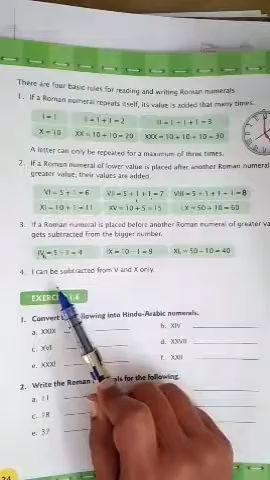 There are four basic rules for reading and writing Roman numerals.
1. If a Roman numeral repeats itself, its value is added that many times.
I = 1 II = 1 + 1 = 2 III = 1 + 1 + 1 = 3
X = 10 XX = 10 + 10 = 20 XXX = 10 + 10 + 10 = 30
A letter can only be repeated for a maximum of three times.
2. If a Roman numeral of lower value is placed after another Roman numeral
greater value, their values are added.
VI = 5 + 1 = 6 VII = 5 + 1 + 1 = 7 VIII = 5 + 1 + 1 + 1 = 8
XI = 10 + 1 = 11 XV = 10 + 5 = 15 LX = 50 + 10 = 60
3. If a Roman numeral is placed before another Roman numeral of greater va
gets subtracted from the bigger number.
IV = 5 - 1 = 4 IX = 10 - 1 = 9 XL = 50 - 10 = 40
4. I can be subtracted from V and X only.
EXERCISE 1.6
1. Convert the following into Hindu-Arabic numerals.
a. XXIX b. XIV
c. XVI d. XXVII
e. XXXI f. XXII
2. Write the Roman numerals for the following.
a. 11
c. 18
e. 37
24